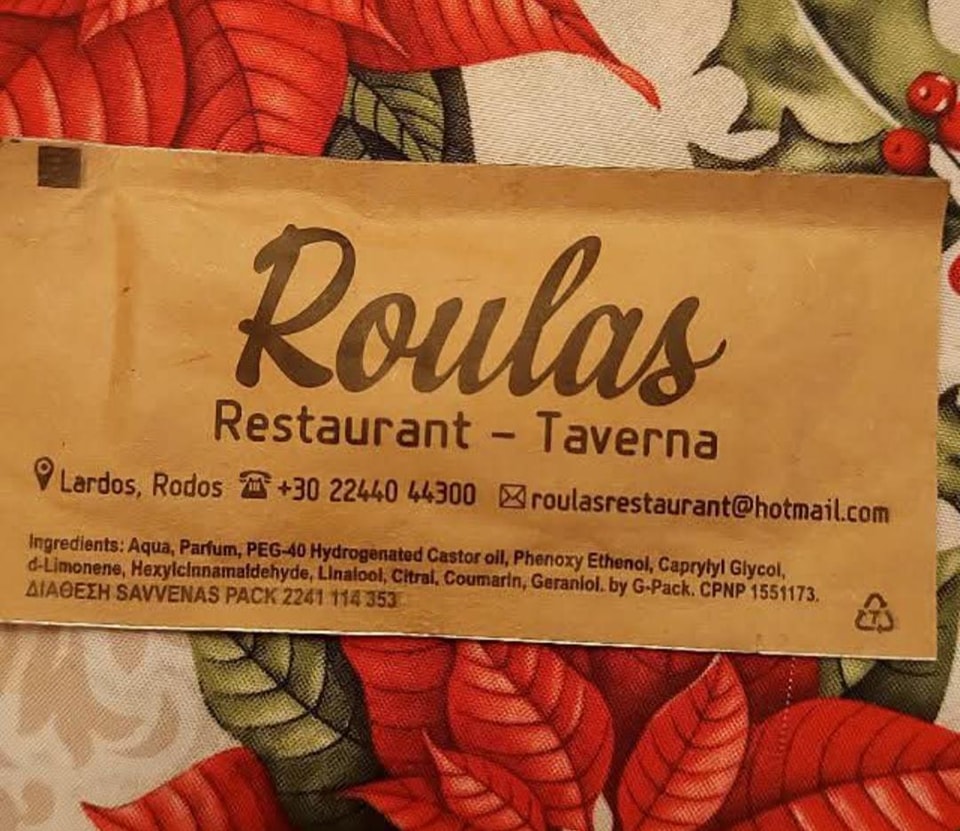 Roulas
Restaurant - Taverna
Lardos, Rodos +30 22440 44300 roulasrestaurant@hotmail.com
Ingredients: Aqua, Parfum, PEG-40 Hydrogenated Castor oil, Phenoxy Ethenol, Caprylyl Glycol,
d-Limonene, Hexylcinnamaldehyde, Linalool, Citral, Coumarin, Geraniol. by G-Pack. CPNP 1551173.
ΔΙΑΘΕΣΗ SAVVENAS PACK 2241 114 353